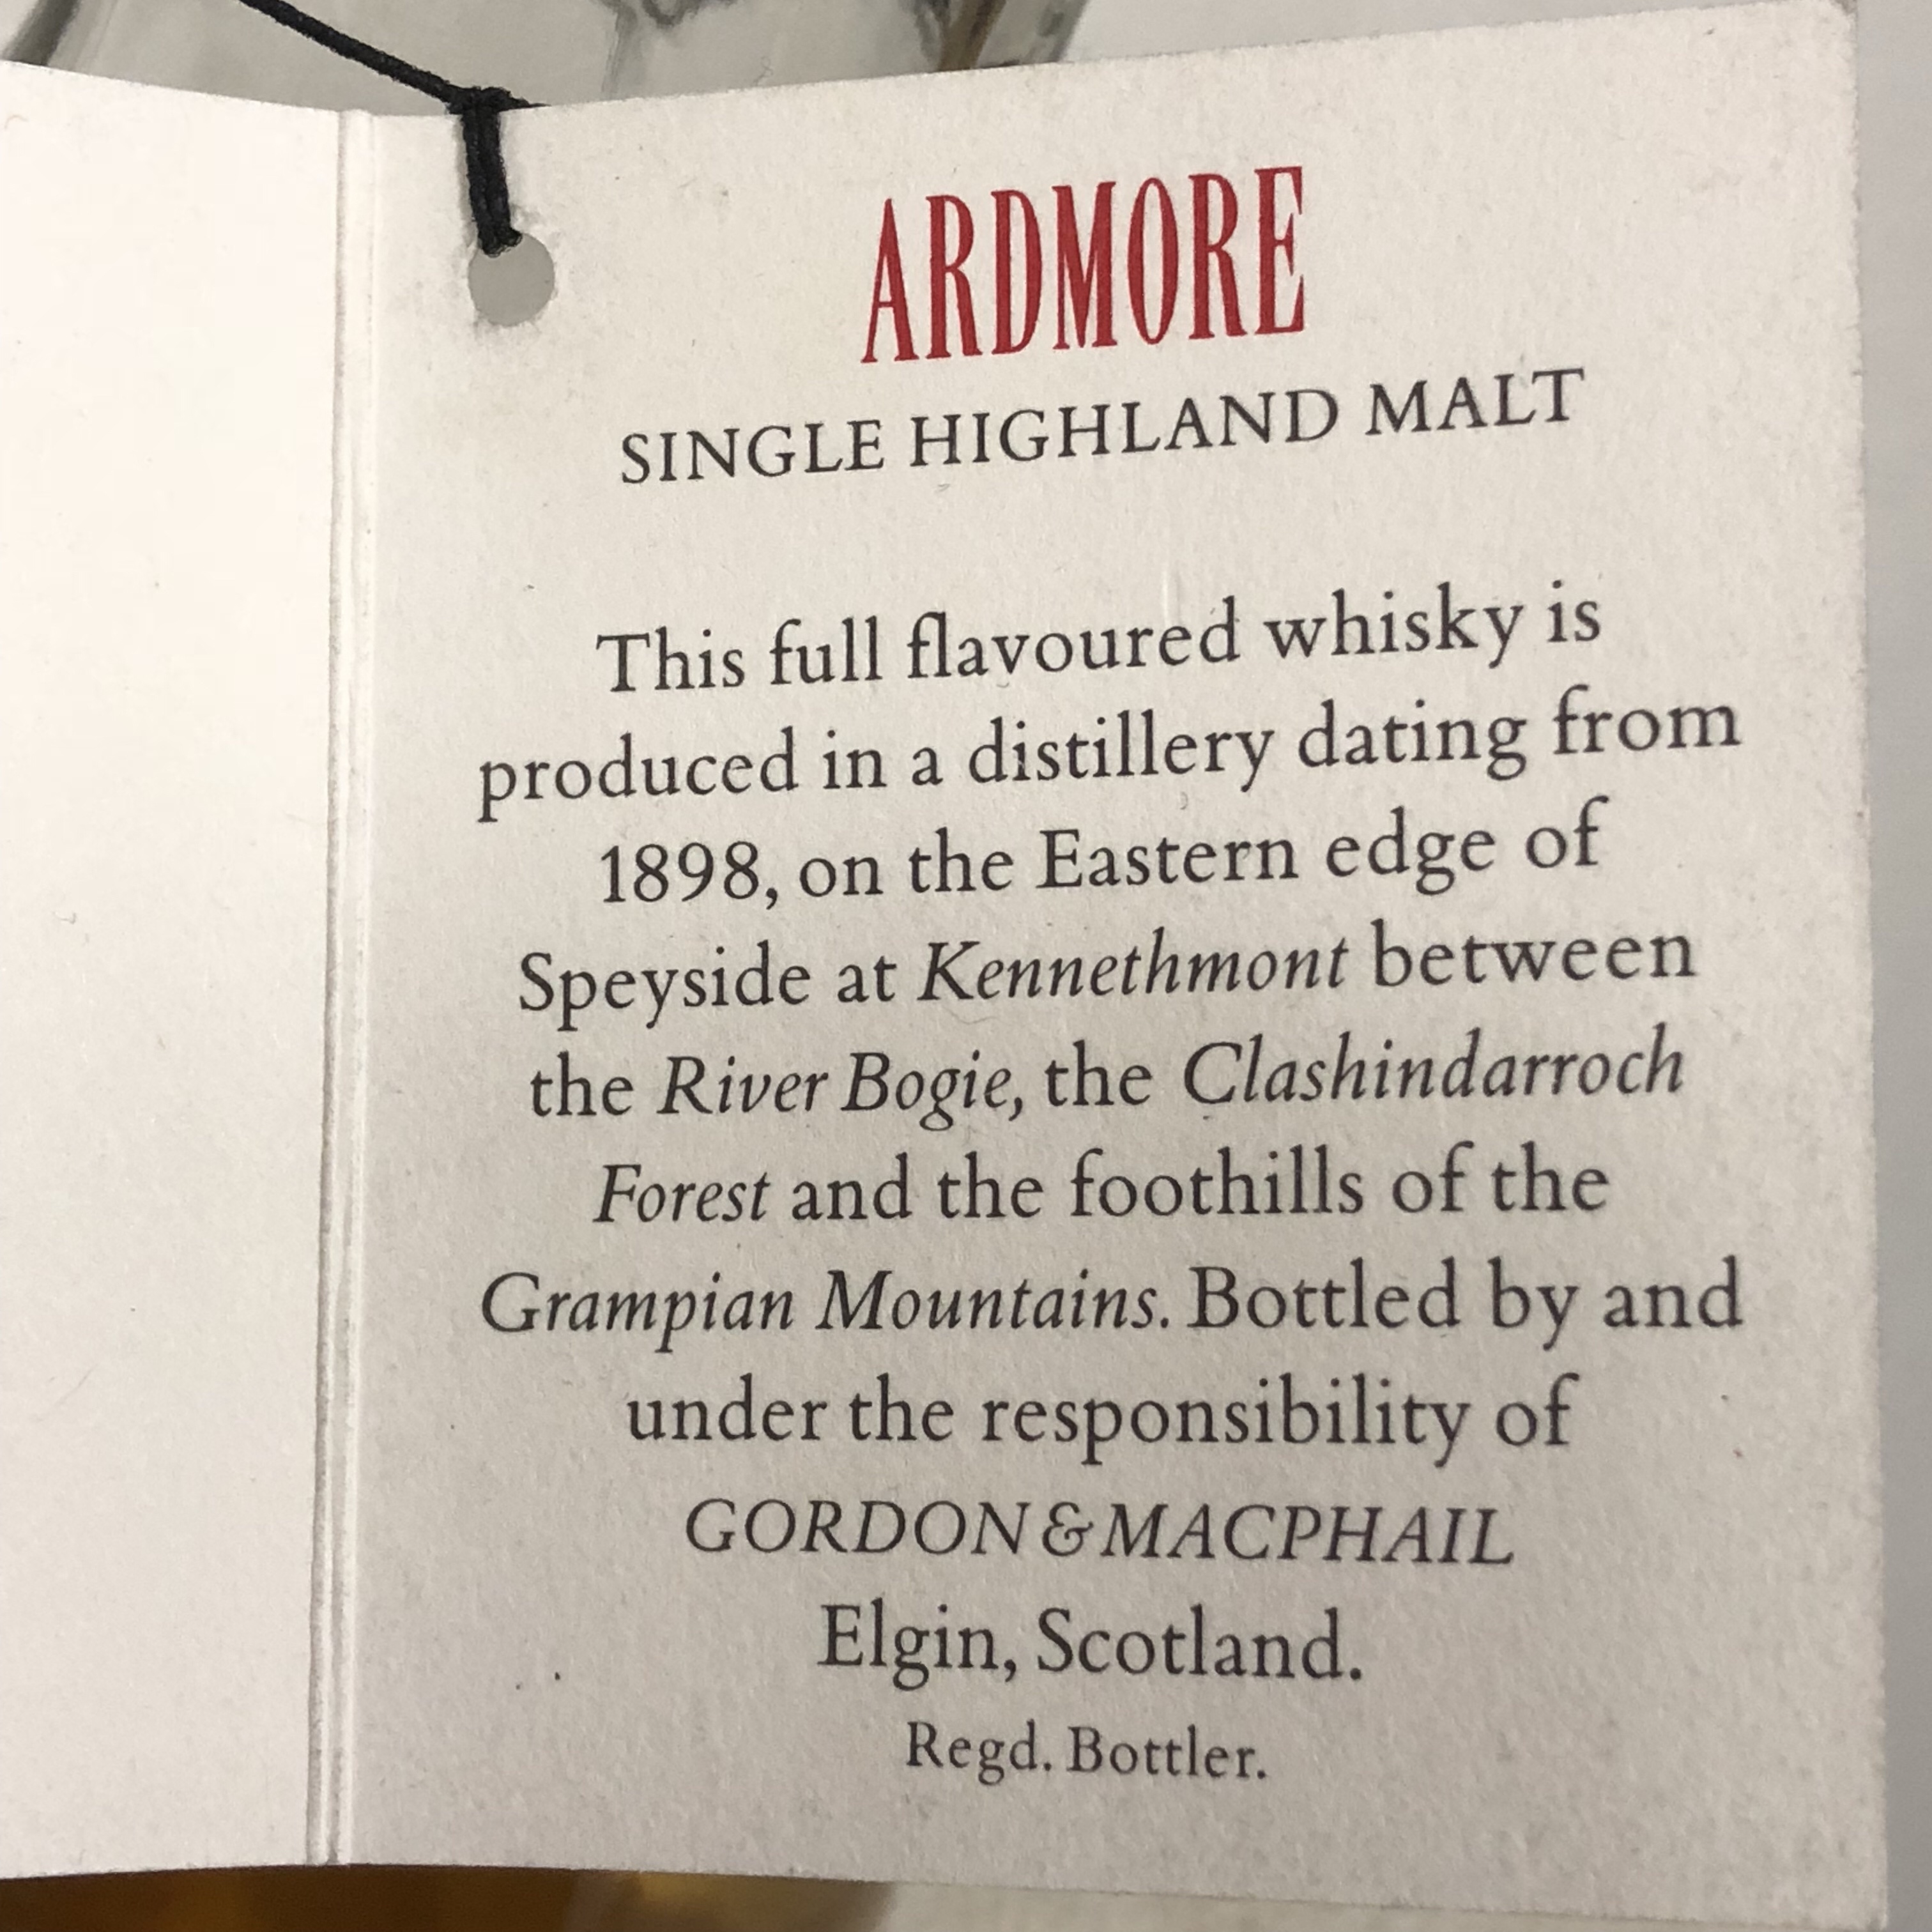 ARDMORE
SINGLE HIGHLAND MALT
This full flavoured whisky is
produced in a distillery dating from
1898, on the Eastern edge of
Speyside at Kennethmont between
the River Bogie, the Clashindarroch
Forest and the foothills of the
Grampian Mountains. Bottled by and
under the responsibility of
GORDON & MACPHAIL
Elgin, Scotland.
Regd. Bottler.